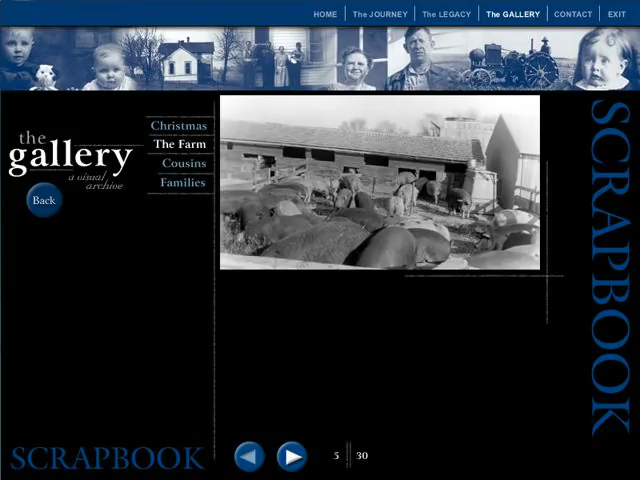 HOME The JOURNEY The LEGACY The GALLERY CONTACT EXIT
the
gallery
a visual
archive
Back
Christmas
The Farm
Cousins
Families
SCRAPBOOK
SCRAPBOOK
5 30